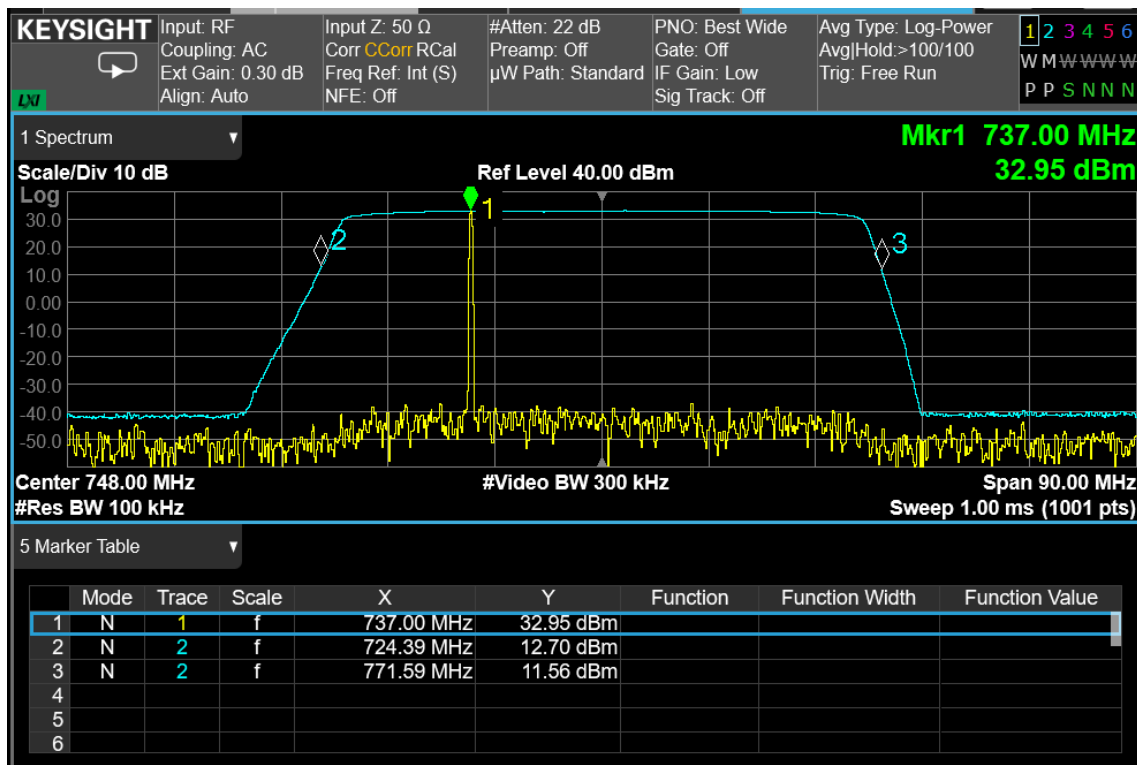 KEYSIGHT
LXI
Input: RF
Coupling: AC
Ext Gain: 0.30 dB
Align: Auto
Input Z: 50 Ω
Corr CCorr RCal
Freq Ref: Int (S)
NFE: Off
#Atten: 22 dB
Preamp: Off
µW Path: Standard
PNO: Best Wide
Gate: Off
IF Gain: Low
Sig Track: Off
Avg Type: Log-Power
Avg|Hold:>100/100
Trig: Free Run
1 2 3 4 5 6
W M W W W W
P P S N N N
1 Spectrum
Mkr1 737.00 MHz
32.95 dBm
Scale/Div 10 dB
Ref Level 40.00 dBm
Log
30.0
20.0
10.0
0.00
-10.0
-20.0
-30.0
-40.0
-50.0
1
2
3
Center 748.00 MHz
#Video BW 300 kHz
Span 90.00 MHz
#Res BW 100 kHz
Sweep 1.00 ms (1001 pts)
5 Marker Table
Mode Trace Scale X Y Function Function Width Function Value
1 N 1 f 737.00 MHz 32.95 dBm
2 N 2 f 724.39 MHz 12.70 dBm
3 N 2 f 771.59 MHz 11.56 dBm
4
5
6